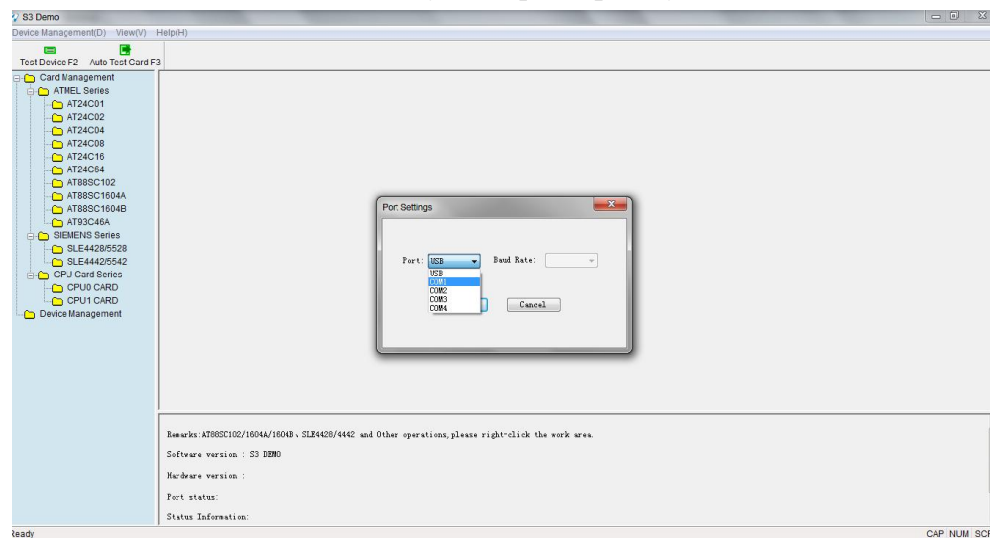 S3 Demo
Device Management(D) View(V) Help(H)
Test Device F2 Auto Test Card F3
Card Management
ATMEL Series
AT24C01
AT24C02
AT24C04
AT24C08
AT24C16
AT24C64
AT88SC102
AT88SC1604A
AT88SC1604B
AT93C46A
SIEMENS Series
SLE4428/5528
SLE4442/5542
CPU Card Series
CPU0 CARD
CPU1 CARD
Device Management
Port Settings
Port: USB Baud Rate:
USB
COM1
COM2
COM3
COM4
Cancel
Remarks:AT88SC102/1604A/1604B、SLE4428/4442 and Other operations,please right-click the work area.
Software version : S3 DEMO
Hardware version :
Port status:
Status Information:
Ready CAP NUM SCR